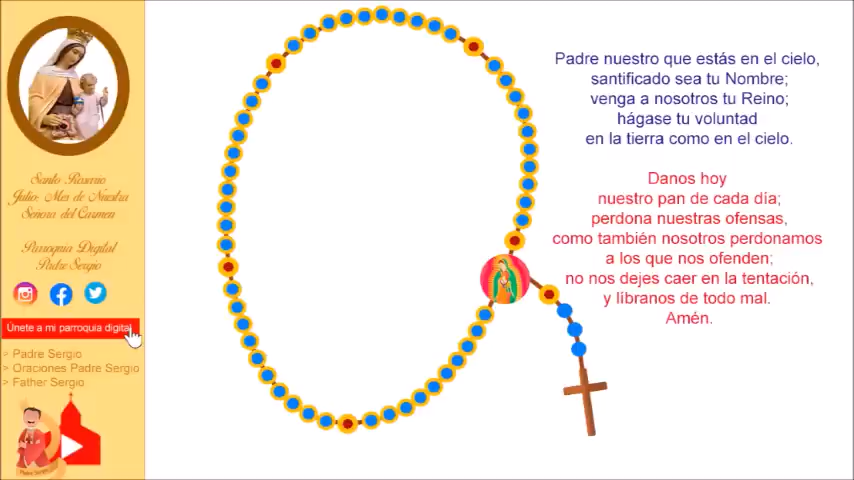 Santo Rosario
Julio: Mes de Nuestra
Señora del Carmen
Parroquia Digital
Padre Sergio
Únete a mi parroquia digital
> Padre Sergio
> Oraciones Padre Sergio
> Father Sergio
Padre Sergio
Padre nuestro que estás en el cielo,
santificado sea tu Nombre;
venga a nosotros tu Reino;
hágase tu voluntad
en la tierra como en el cielo.
Danos hoy
nuestro pan de cada día;
perdona nuestras ofensas,
como también nosotros perdonamos
a los que nos ofenden;
no nos dejes caer en la tentación,
y líbranos de todo mal.
Amén.